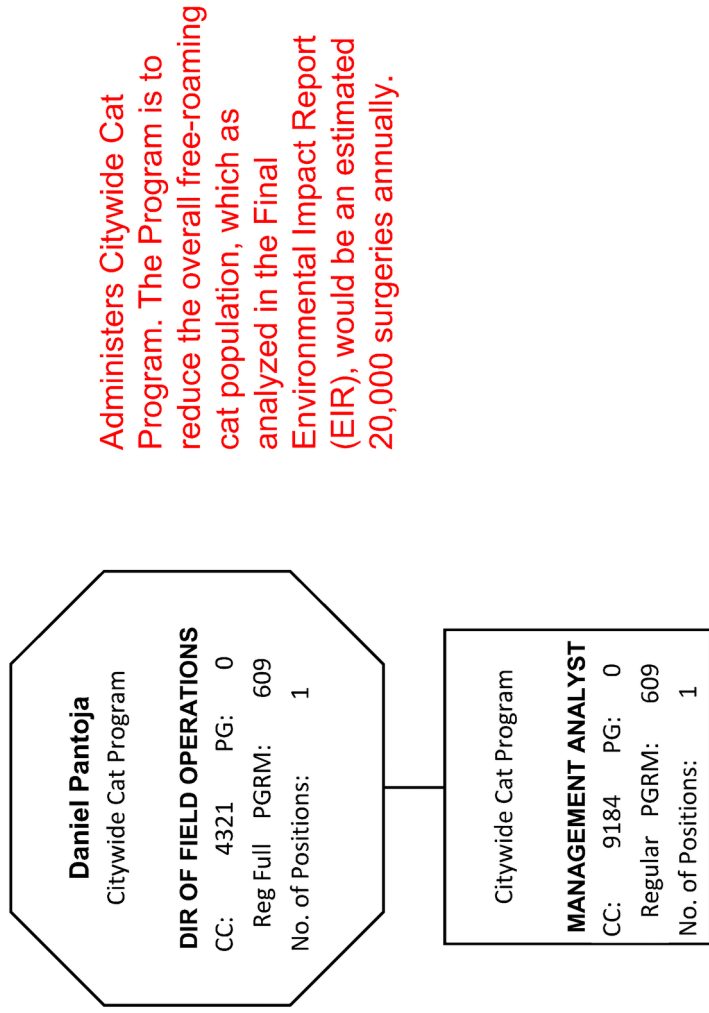 Daniel Pantoja
Citywide Cat Program
DIR OF FIELD OPERATIONS
CC: 4321 PG: 0
Reg Full PGRM: 609
No. of Positions: 1
Citywide Cat Program
MANAGEMENT ANALYST
CC: 9184 PG: 0
Regular PGRM: 609
No. of Positions: 1
Administers Citywide Cat
Program. The Program is to
reduce the overall free-roaming
cat population, which as
analyzed in the Final
Environmental Impact Report
(EIR), would be an estimated
20,000 surgeries annually.